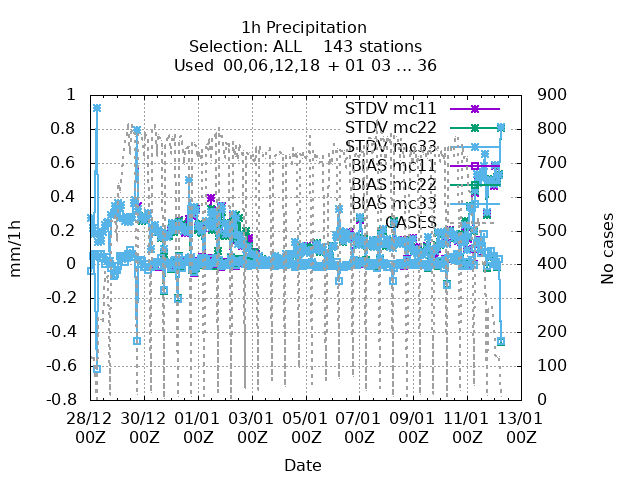 1h Precipitation
Selection: ALL    143 stations
Used  00,06,12,18 + 01 03 ... 36
1
0.8
0.6
0.4
0.2
0
-0.2
-0.4
-0.6
-0.8
900
800
700
600
500
400
300
200
100
0
STDV mc11
STDV mc22
STDV mc33
BIAS mc11
BIAS mc22
BIAS mc33
CASES
mm/1h
No cases
28/12 30/12 01/01 03/01 05/01 07/01 09/01 11/01 13/01
00Z 00Z 00Z 00Z 00Z 00Z 00Z 00Z 00Z
Date